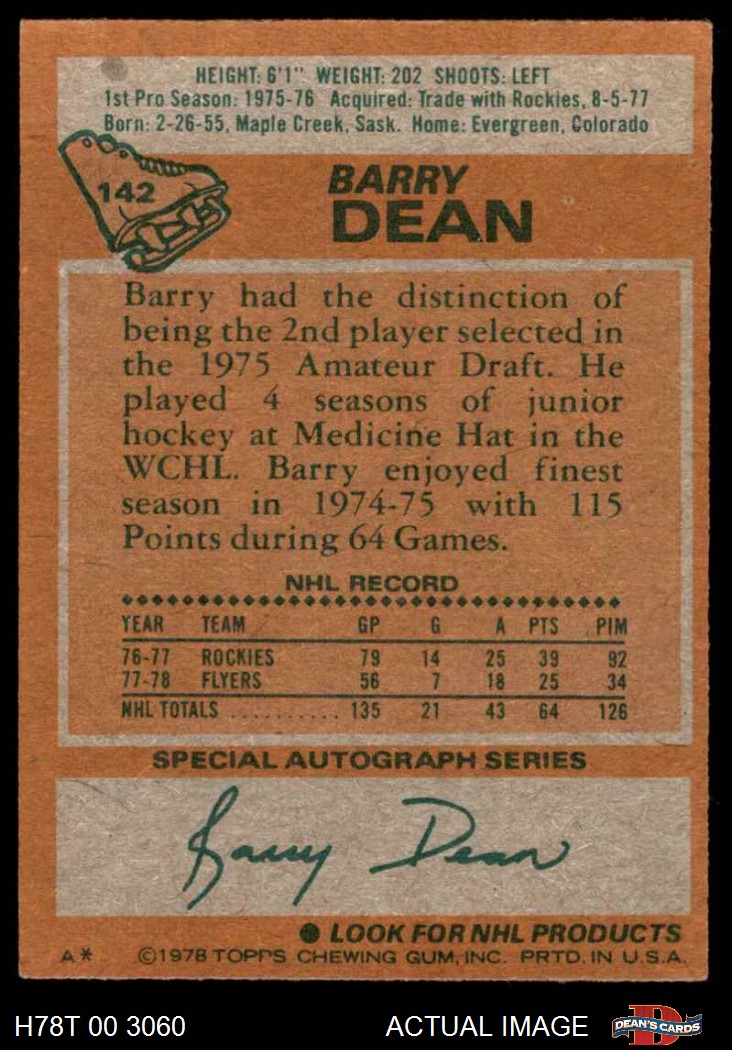 HEIGHT: 6'1" WEIGHT: 202 SHOOTS: LEFT
1st Pro Season: 1975-76 Acquired: Trade with Rockies, 8-5-77
Born: 2-26-55, Maple Creek, Sask. Home: Evergreen, Colorado
142
BARRY
DEAN
Barry had the distinction of
being the 2nd player selected in
the 1975 Amateur Draft. He
played 4 seasons of junior
hockey at Medicine Hat in the
WCHL. Barry enjoyed finest
season in 1974-75 with 115
Points during 64 Games.
NHL RECORD
YEAR TEAM GP G A PTS PIM
76-77 ROCKIES 79 14 25 39 92
77-78 FLYERS 56 7 18 25 34
NHL TOTALS .......... 135 21 43 64 126
SPECIAL AUTOGRAPH SERIES
Barry Dean
● LOOK FOR NHL PRODUCTS
A* ©1978 TOPPS CHEWING GUM, INC. PRTD. IN U.S.A.
H78T 00 3060 ACTUAL IMAGE DEAN'S CARDS